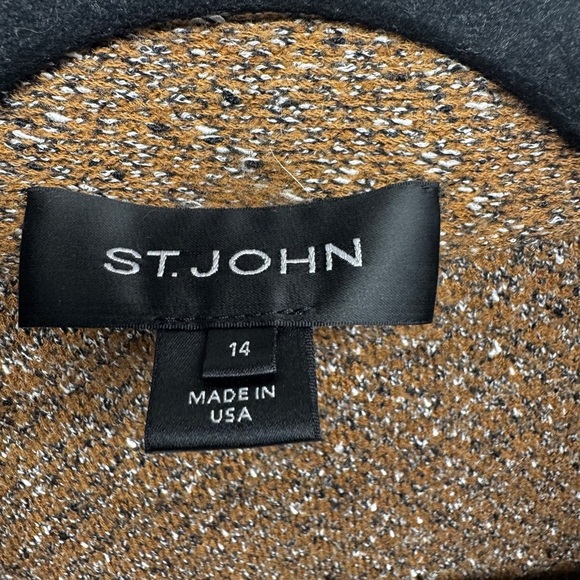 ST. JOHN
14
MADE IN
USA